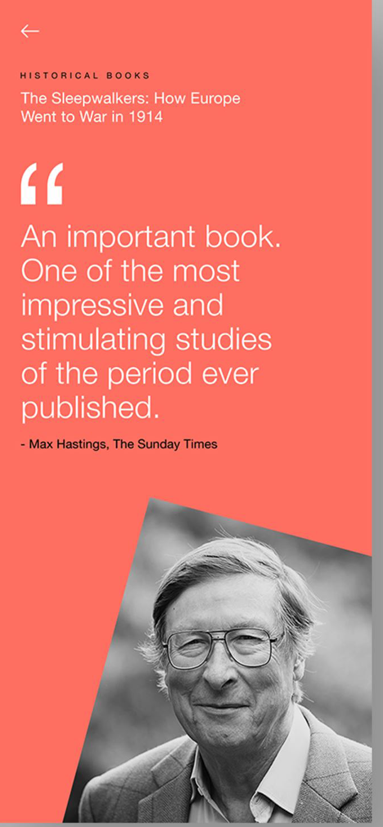 HISTORICAL BOOKS
The Sleepwalkers: How Europe
Went to War in 1914
“
An important book.
One of the most
impressive and
stimulating studies
of the period ever
published.
- Max Hastings, The Sunday Times